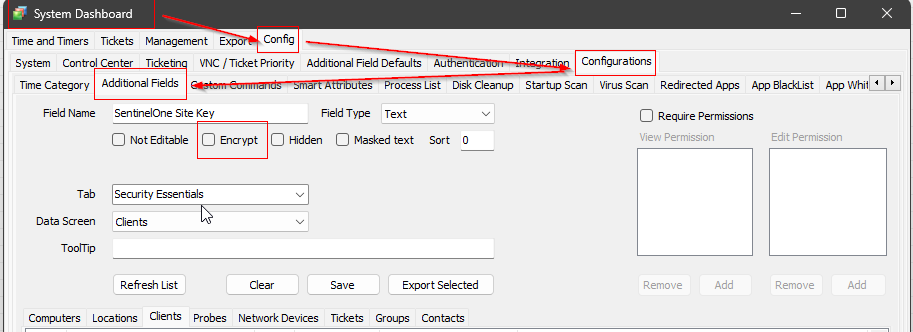 System Dashboard
Time and Timers Tickets Management Export Config
System Control Center Ticketing VNC / Ticket Priority Additional Field Defaults Authentication Integration Configurations
Time Category Additional Fields Custom Commands Smart Attributes Process List Disk Cleanup Startup Scan Virus Scan Redirected Apps App BlackList App Whit
Field Name SentinelOne Site Key Field Type Text Require Permissions
Not Editable Encrypt Hidden Masked text Sort 0 View Permission Edit Permission
Tab Security Essentials
Data Screen Clients
ToolTip
Refresh List Clear Save Export Selected Remove Add Remove Add
Computers Locations Clients Probes Network Devices Tickets Groups Contacts